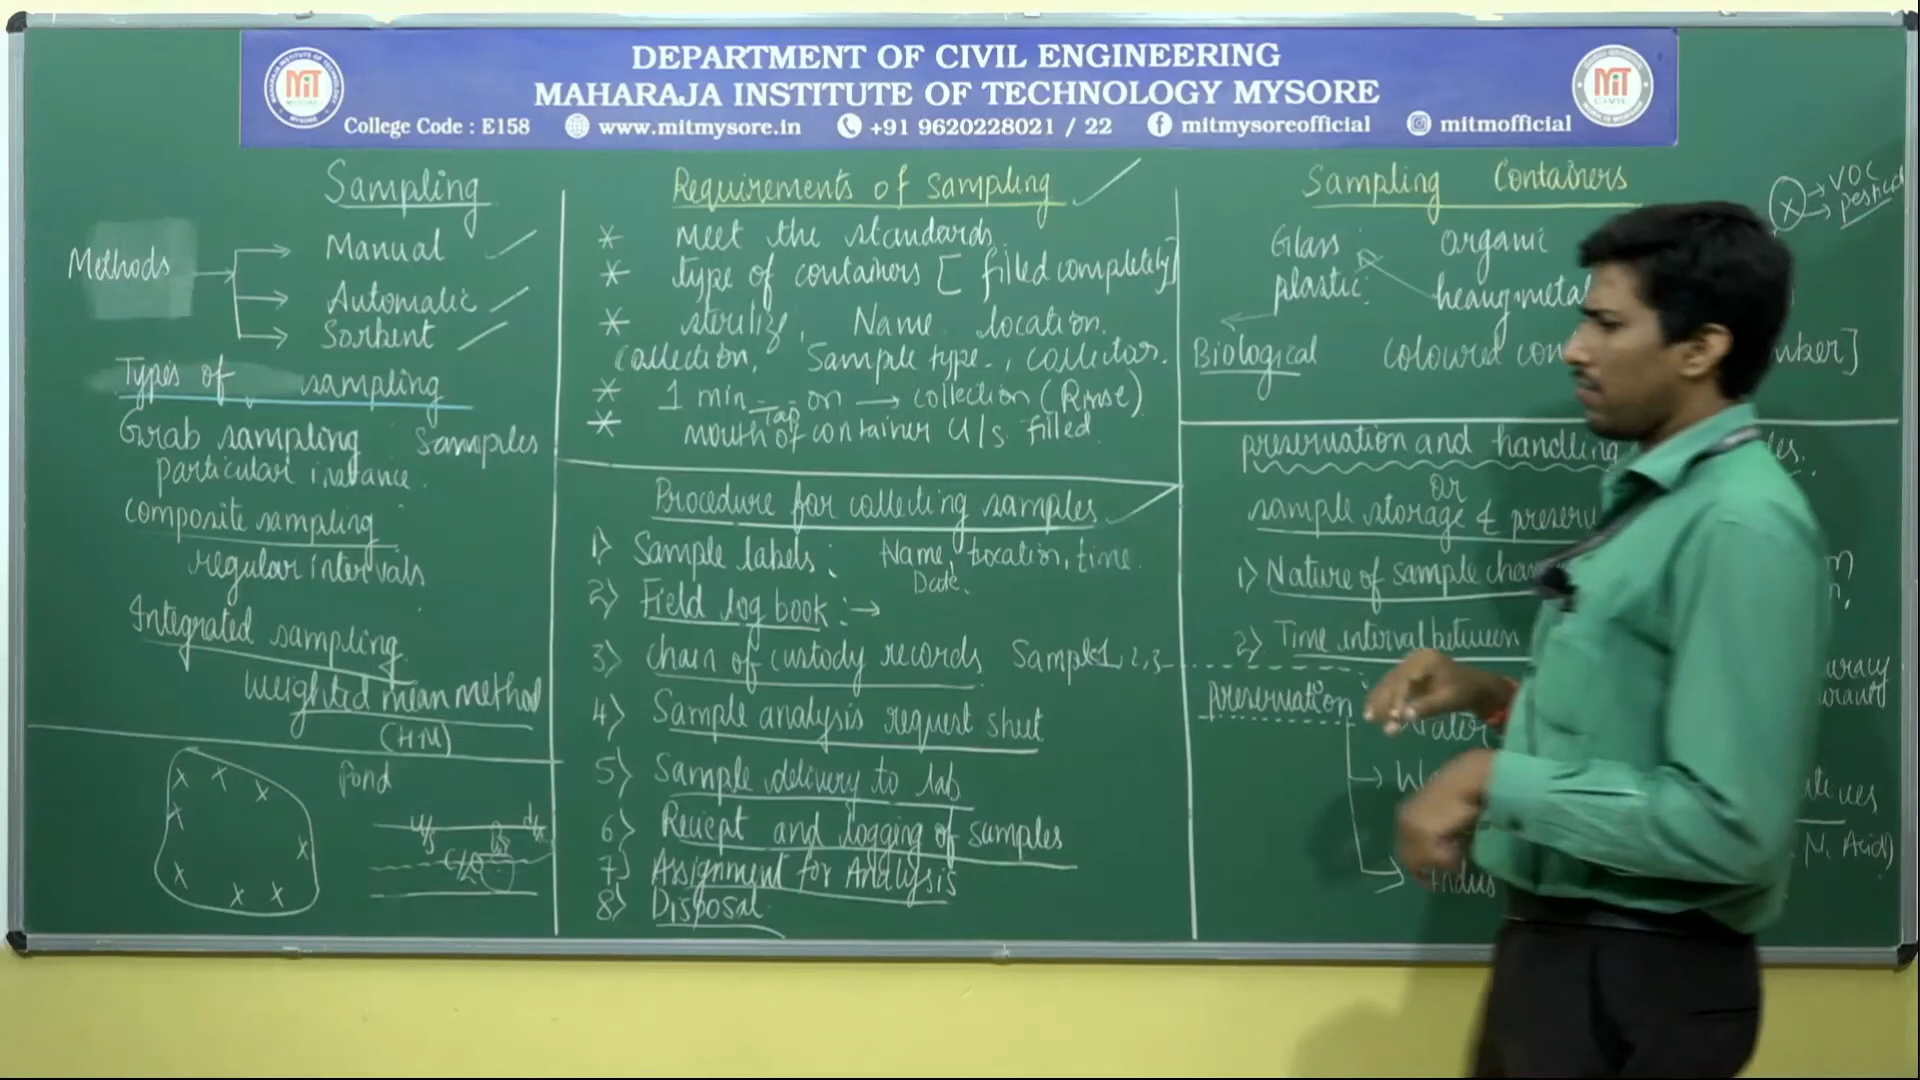 DEPARTMENT OF CIVIL ENGINEERING
MAHARAJA INSTITUTE OF TECHNOLOGY MYSORE
College Code : E158 www.mitmysore.in +91 9620228021 / 22 mitmysoreofficial mitmofficial
MIT
MYSORE
MIT
CIVIL
Sampling
Methods
Manual
Automatic
Sorbent
Types of sampling
Grab sampling Samples
particular instance.
composite sampling
regular intervals
Integrated sampling
weighted mean method
(HM)
Pond
U/s d/s
Requirements of sampling
* Meet the standards
* type of containers [ filled completely]
* sterilize, Name location.
collection, Sample type, collector.
* 1 min Tap on → collection (Rinse)
* mouth of container U/s filled.
Procedure for collecting samples
1) Sample labels: Name, Location, time.
Date.
2) Field log book :→
3) chain of custody records Sample 1, 2, 3
4) Sample analysis request sheet
5) Sample delivery to lab
6) Reciept and logging of samples
7) Assignment for Analysis
8) Disposal
Sampling Containers
x → VOC
→
Glass organic
plastic:
Biological coloured
preservation and handling
or
sample storage &
1) Nature of sample
2) Time interval between
preservation
Acid)